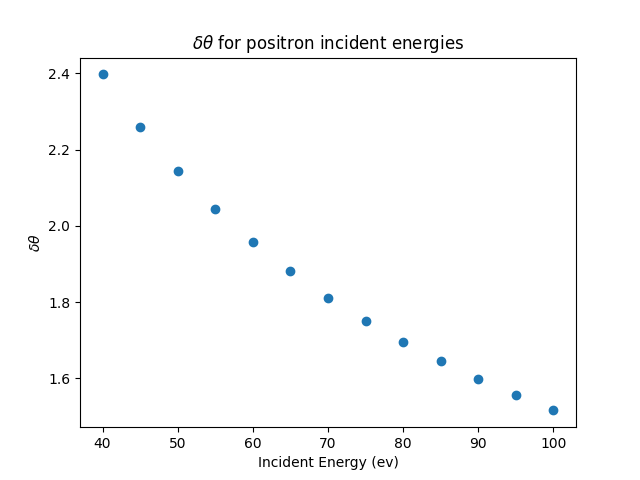 δθ for positron incident energies
2.4
2.2
2.0
1.8
1.6
δθ
40 50 60 70 80 90 100
Incident Energy (ev)